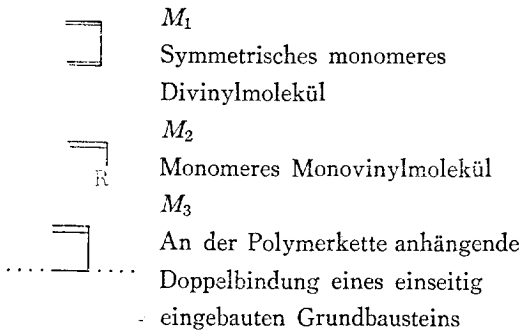 M₁
Symmetrisches monomeres
Divinylmolekül
M₂
R
Monomeres Monovinylmolekül
M₃
An der Polymerkette anhängende
Doppelbindung eines einseitig
eingebauten Grundbausteins